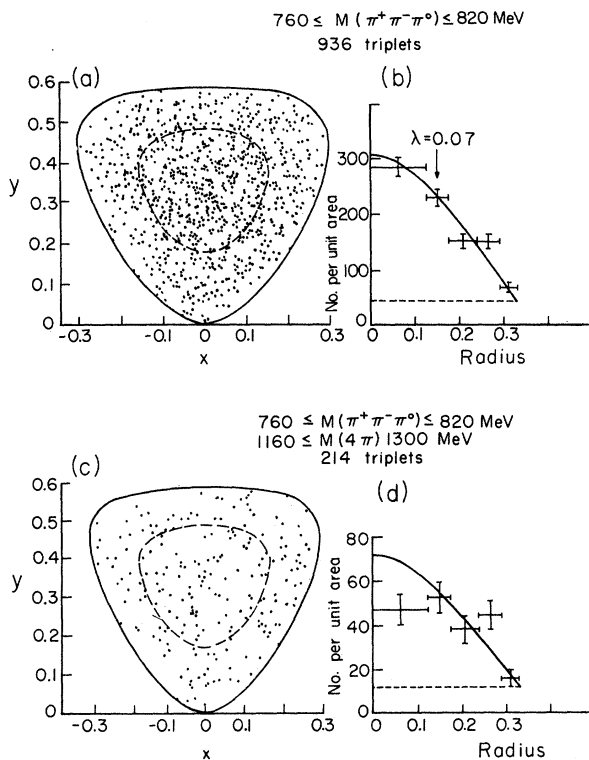 760 ≤ M (π⁺π⁻π⁰) ≤ 820 MeV
936 triplets
(a)
(b)
0.6
0.5
0.4
0.3
0.2
0.1
0
y
-0.3
-0.1
0
0.1
0.3
x
λ=0.07
300
200
100
0
No. per unit area
0
0.1
0.2
0.3
Radius
760 ≤ M (π⁺π⁻π⁰) ≤ 820 MeV
1160 ≤ M (4π) 1300 MeV
214 triplets
(c)
(d)
0.6
0.5
0.4
0.3
0.2
0.1
0
y
-0.3
-0.1
0
0.1
0.3
x
80
60
40
20
0
No. per unit area
0
0.1
0.2
0.3
Radius